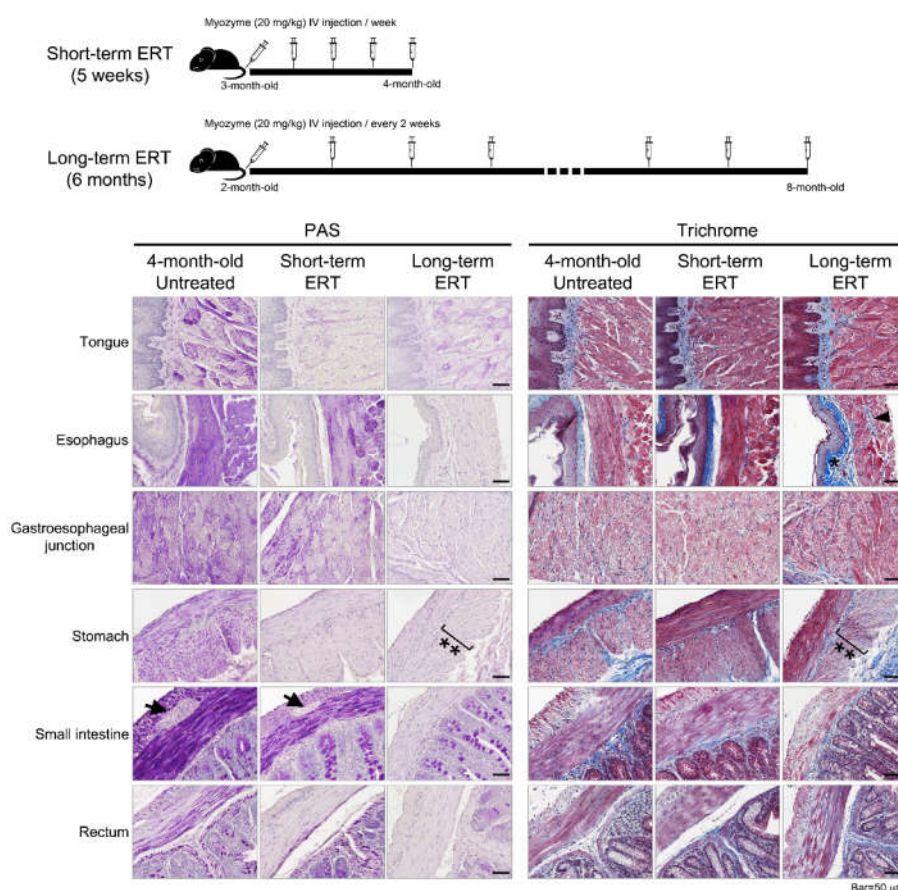 Myozyme (20 mg/kg) IV injection / week
Short-term ERT
(5 weeks)
3-month-old
4-month-old
Myozyme (20 mg/kg) IV injection / every 2 weeks
Long-term ERT
(6 months)
2-month-old
8-month-old
PAS
Trichrome
4-month-old
Untreated
Short-term
ERT
Long-term
ERT
4-month-old
Untreated
Short-term
ERT
Long-term
ERT
Tongue
Esophagus
*
Gastroesophageal
junction
Stomach
**
**
Small intestine
Rectum
Bar=50 µ